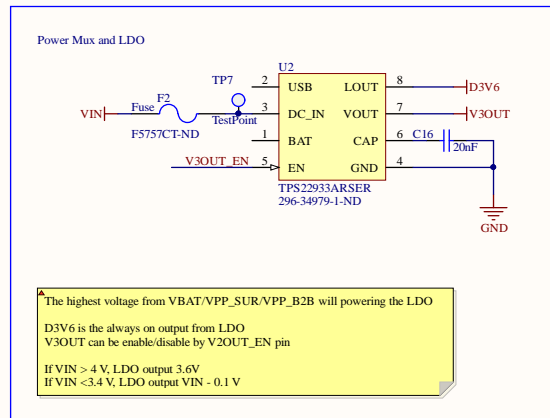 Power Mux and LDO
U2
TP7
F2
VIN
Fuse
TestPoint
F5757CT-ND
2 USB LOUT 8
D3V6
3 DC_IN VOUT 7
V3OUT
1 BAT CAP 6
C16
20nF
V3OUT_EN
5 EN GND 4
TPS22933ARSER
296-34979-1-ND
GND
The highest voltage from VBAT/VPP_SUR/VPP_B2B will powering the LDO
D3V6 is the always on output from LDO
V3OUT can be enable/disable by V2OUT_EN pin
If VIN > 4 V, LDO output 3.6V
If VIN <3.4 V, LDO output VIN - 0.1 V